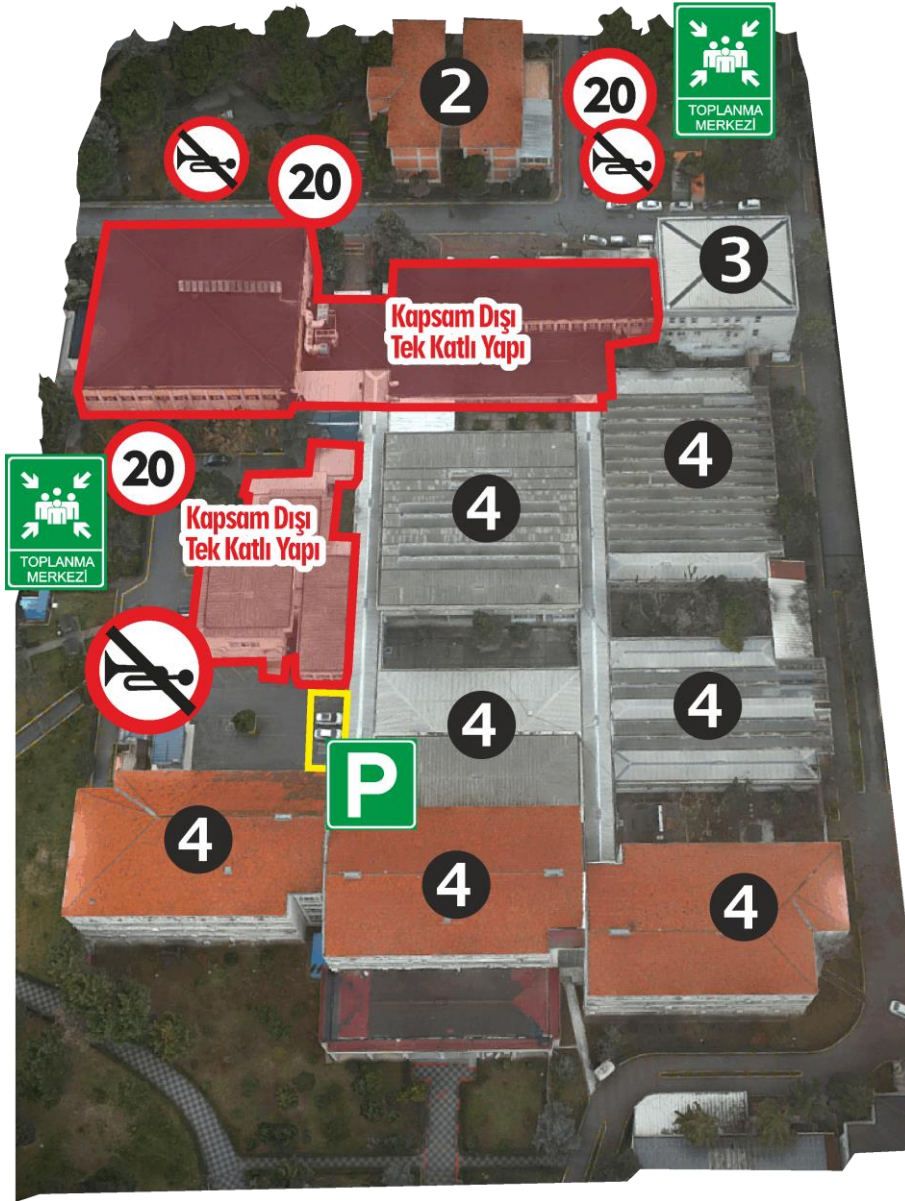 2
20
TOPLANMA
MERKEZİ
20
3
Kapsam Dışı
Tek Katlı Yapı
4
20
4
TOPLANMA
MERKEZİ
Kapsam Dışı
Tek Katlı Yapı
4
4
P
4
4
4